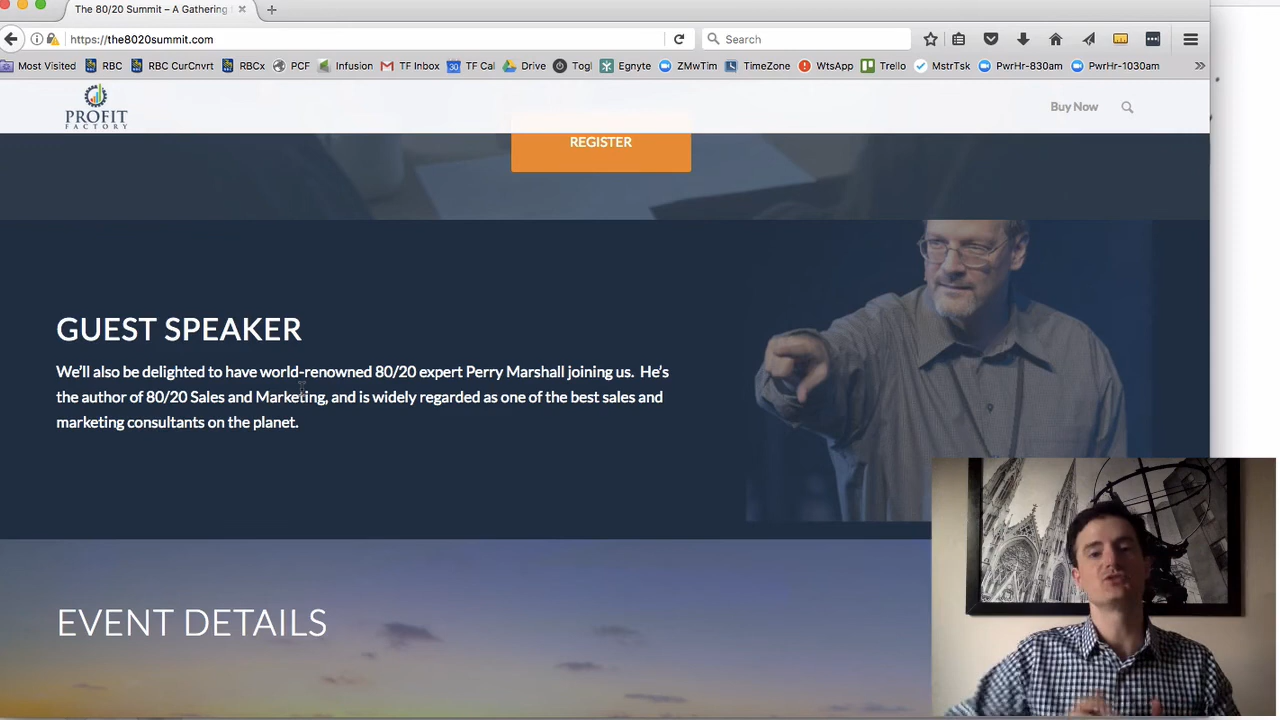 The 80/20 Summit – A Gathering
https://the8020summit.com
Search
Most Visited RBC RBC CurCnvrt RBCx PCF Infusion TF Inbox TF Cal Drive Togl Egnyte ZMwTin TimeZone WtsApp Trello MstrTsk PwrHr-830am PwrHr-1030am
PROFIT
FACTORY
Buy Now
REGISTER
GUEST SPEAKER
We'll also be delighted to have world-renowned 80/20 expert Perry Marshall joining us. He's
the author of 80/20 Sales and Marketing, and is widely regarded as one of the best sales and
marketing consultants on the planet.
EVENT DETAILS